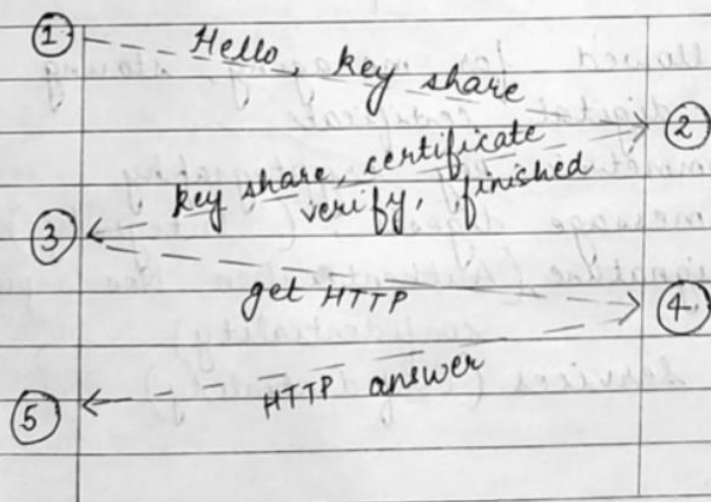 1
Hello, key share
2
key share, certificate
verify, finished
3
get HTTP
4
HTTP answer
5